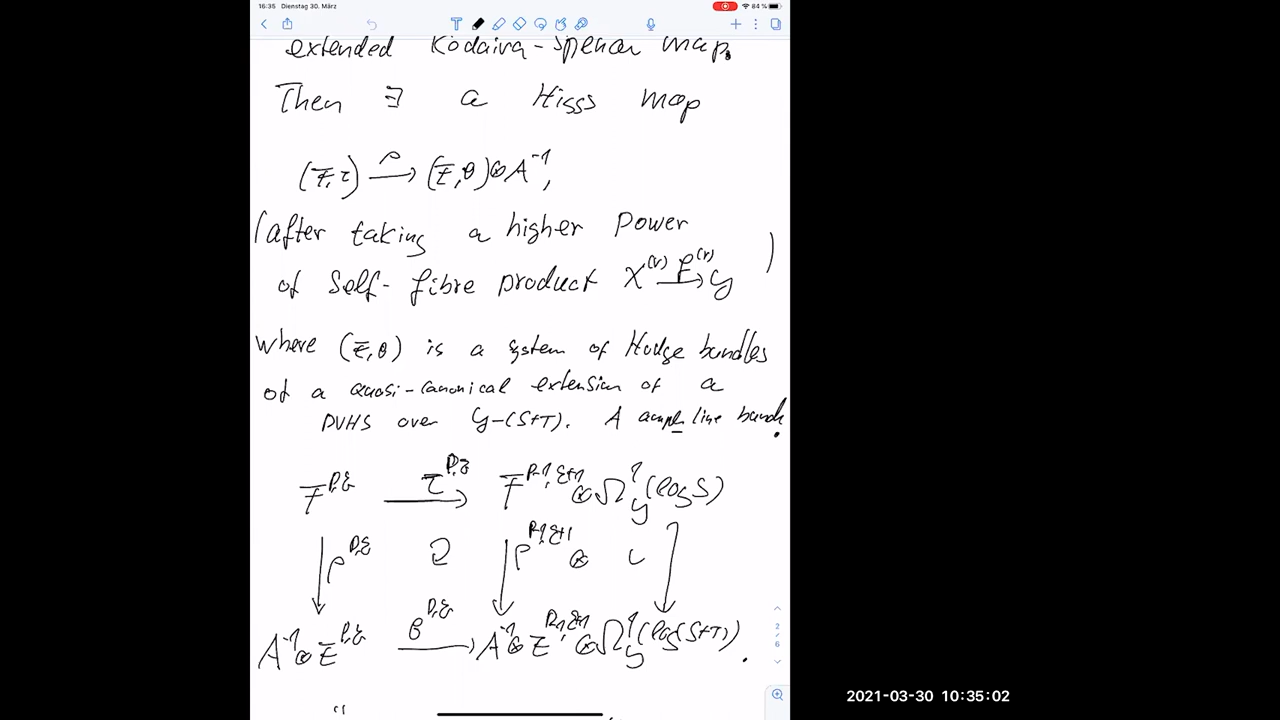 16:35 Dienstag 30. März
84 %
extended Kodaira-Spencer map.
Then ∃ a Higgs map
(F, τ) —ρ→ (E, θ)⊗A⁻¹,
(after taking a higher power
of self-fibre product X^(r) —f^(r)→ Y )
where (E, θ) is a system of Hodge bundles
of a quasi-canonical extension of a
PVHS over Y-(S+T). A ample line bundle.
F^{p,q} —τ^{p,q}→ F^{p-1,q+1}⊗Ω^1_Y(log S)
↓ρ^{p,q} ↓ρ^{p-1,q+1} ⊗ ι ↓
A⁻¹⊗E^{p,q} —θ^{p,q}→ A⁻¹⊗E^{p-1,q+1}⊗Ω^1_Y(log(S+T)).
2
/
6
2021-03-30 10:35:02